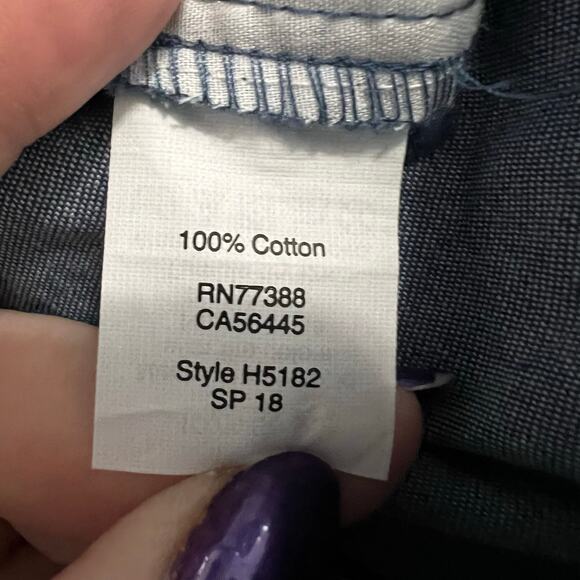 100% Cotton
RN77388
CA56445
Style H5182
SP 18